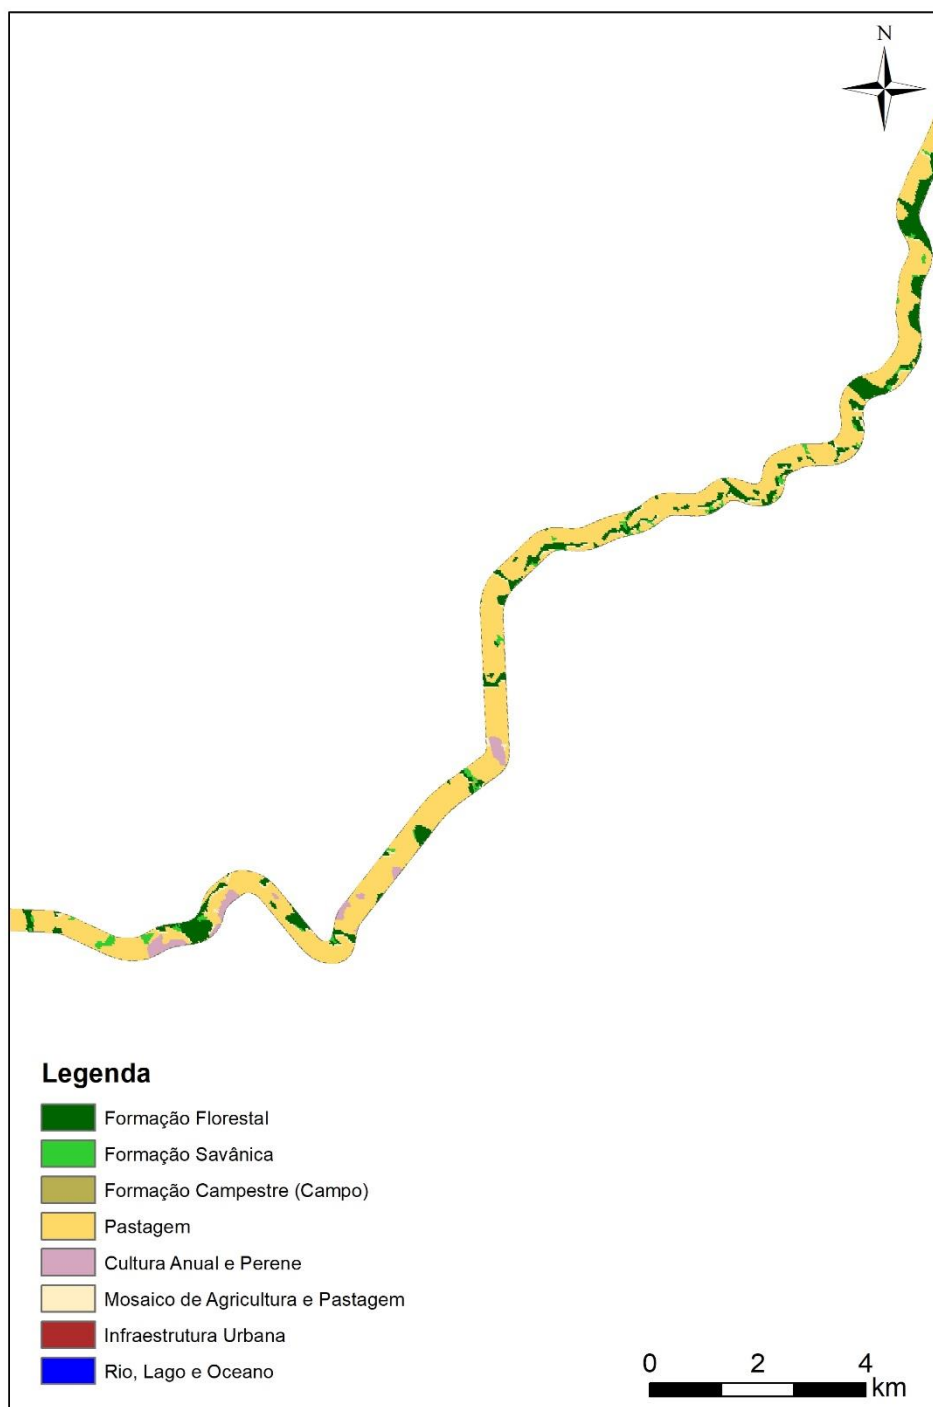 N
Legenda
Formação Florestal
Formação Savânica
Formação Campestre (Campo)
Pastagem
Cultura Anual e Perene
Mosaico de Agricultura e Pastagem
Infraestrutura Urbana
Rio, Lago e Oceano
0 2 4
km